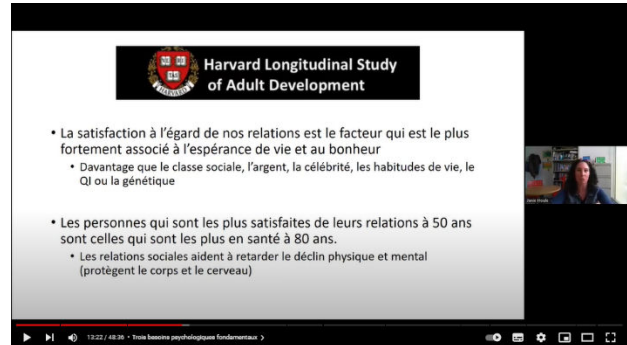 Harvard Longitudinal Study
of Adult Development
• La satisfaction à l'égard de nos relations est le facteur qui est le plus
fortement associé à l'espérance de vie et au bonheur
• Davantage que le classe sociale, l'argent, la célébrité, les habitudes de vie, le
QI ou la génétique
• Les personnes qui sont les plus satisfaites de leurs relations à 50 ans
sont celles qui sont les plus en santé à 80 ans.
• Les relations sociales aident à retarder le déclin physique et mental
(protègent le corps et le cerveau)
13:22 / 48:36 • Trois besoins psychologiques fondamentaux >